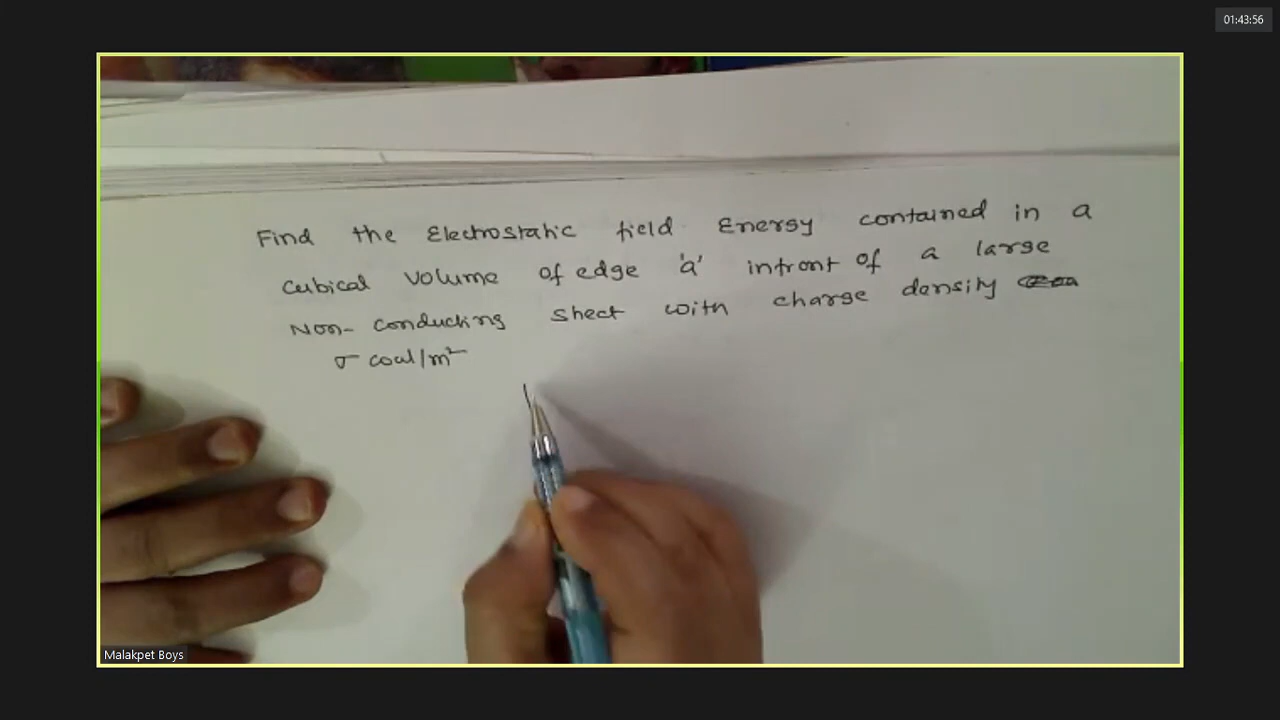 01:43:56
Find the Electrostatic field Energy contained in a
cubical volume of edge 'a' infront of a large
Non-conducting sheet with charge density
σ coul/m²
Malakpet Boys